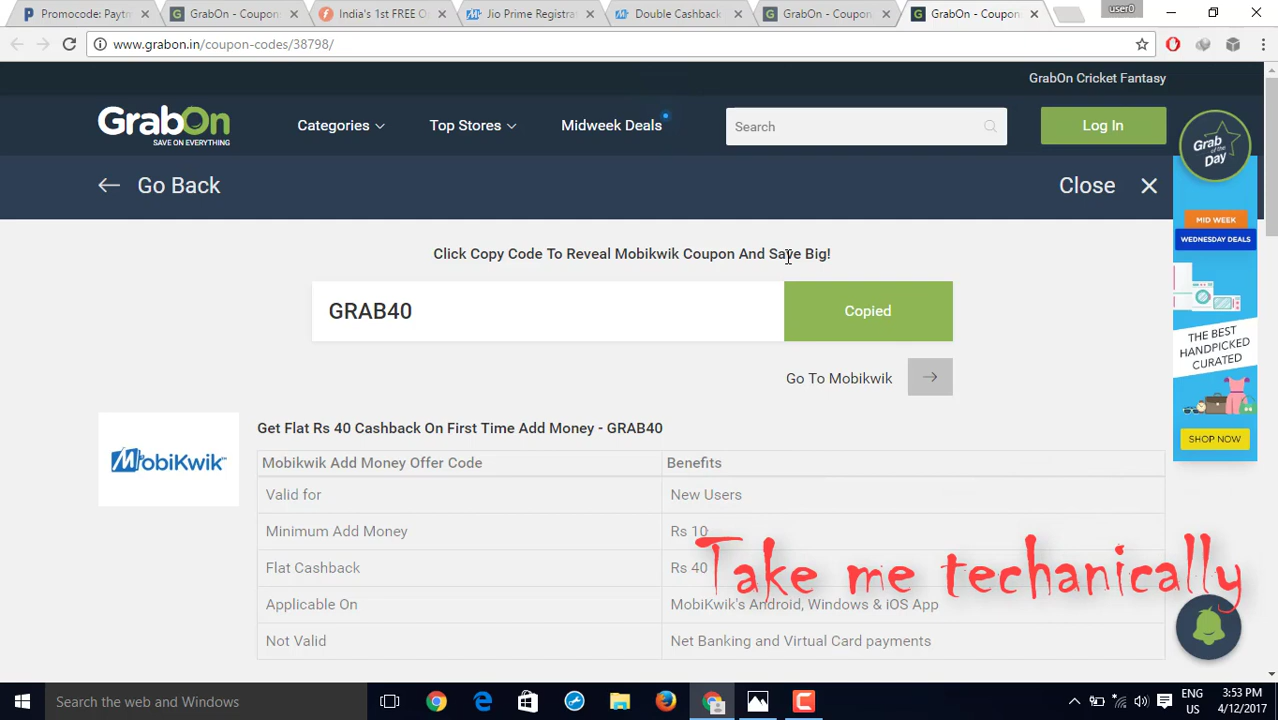 Promocode: Paytm
GrabOn - Coupon
India's 1st FREE O
Jio Prime Registra
Double Cashback
GrabOn - Coupon
GrabOn - Coupon
user0
www.grabon.in/coupon-codes/38798/
GrabOn Cricket Fantasy
GrabOn
SAVE ON EVERYTHING
Categories
Top Stores
Midweek Deals
Search
Log In
Grab of the Day
Go Back
Close
MID WEEK
WEDNESDAY DEALS
Click Copy Code To Reveal Mobikwik Coupon And Save Big!
GRAB40
Copied
THE BEST
HANDPICKED
CURATED
Go To Mobikwik
SHOP NOW
MobiKwik
Get Flat Rs 40 Cashback On First Time Add Money - GRAB40
Mobikwik Add Money Offer Code Benefits
Valid for New Users
Minimum Add Money Rs 10
Flat Cashback Rs 40
Take me techanically
Applicable On MobiKwik's Android, Windows & iOS App
Not Valid Net Banking and Virtual Card payments
Search the web and Windows
ENG
US
3:53 PM
4/12/2017